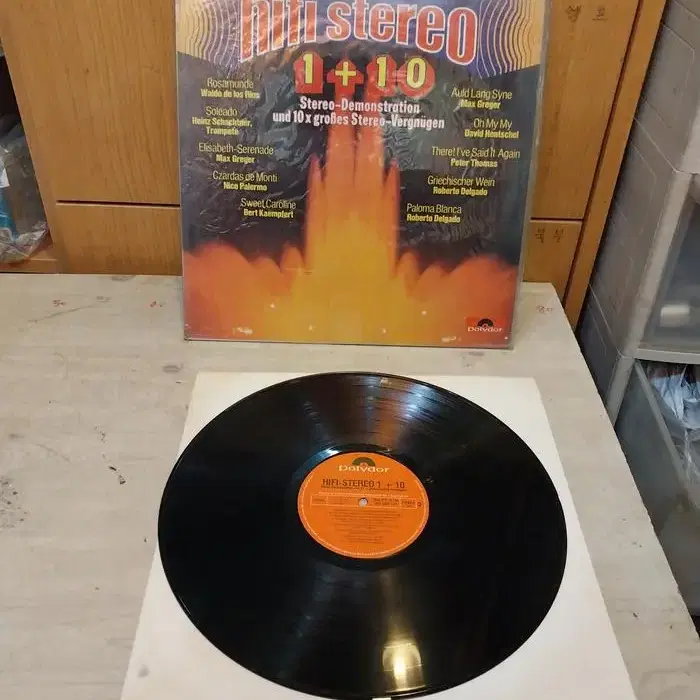 hifi stereo
1 + 10
Stereo-Demonstration
und 10 x großes Stereo-Vergnügen
Rosamunde
Waldo de los Rios
Soleado
Heinz Schachtner,
Trompete
Elisabeth-Serenade
Max Greger
Czardas de Monti
Nico Palermo
Sweet Caroline
Bert Kaempfert
Auld Lang Syne
Max Greger
Oh My My
David Hentschel
There! I've Said It Again
Peter Thomas
Griechischer Wein
Roberto Delgado
Paloma Blanca
Roberto Delgado
Polydor
Polydor
HIFI-STEREO 1 + 10